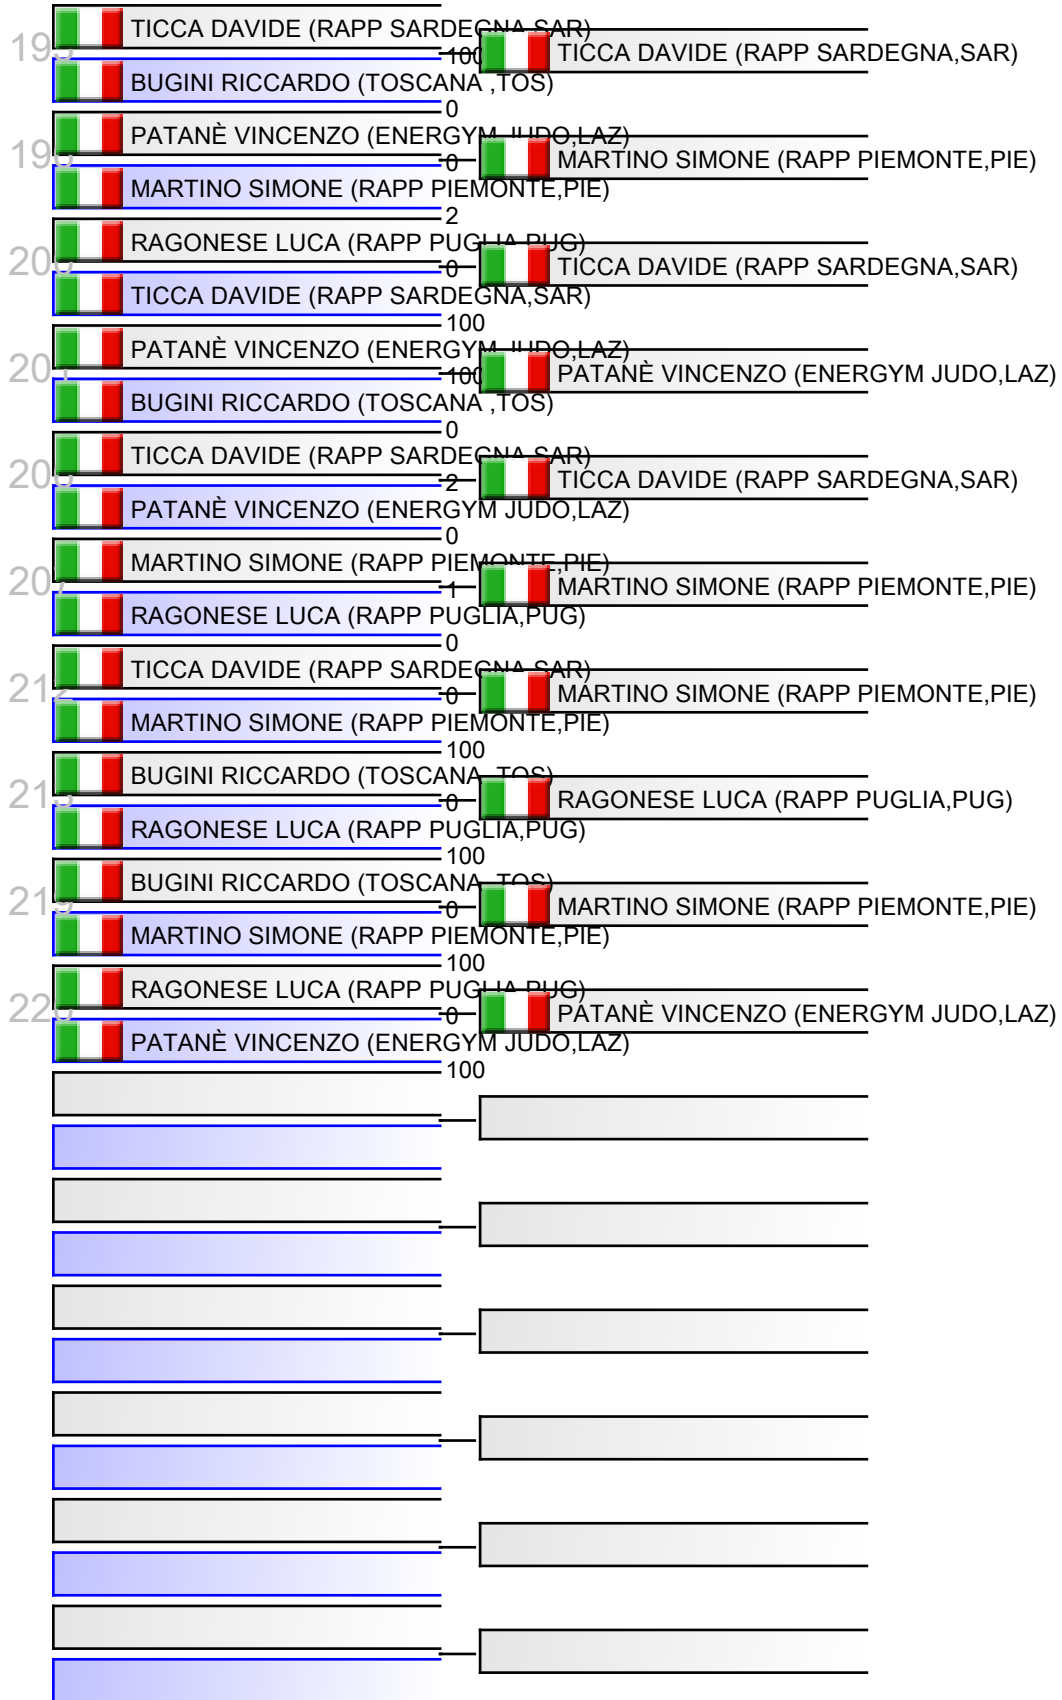 TICCA DAVIDE (RAPP SARDEGNA,SAR)
100
TICCA DAVIDE (RAPP SARDEGNA,SAR)
BUGINI RICCARDO (TOSCANA ,TOS)
0
PATANÈ VINCENZO (ENERGYM JUDO,LAZ)
0
MARTINO SIMONE (RAPP PIEMONTE,PIE)
MARTINO SIMONE (RAPP PIEMONTE,PIE)
2
RAGONESE LUCA (RAPP PUGLIA,PUG)
0
TICCA DAVIDE (RAPP SARDEGNA,SAR)
TICCA DAVIDE (RAPP SARDEGNA,SAR)
100
PATANÈ VINCENZO (ENERGYM JUDO,LAZ)
100
PATANÈ VINCENZO (ENERGYM JUDO,LAZ)
BUGINI RICCARDO (TOSCANA ,TOS)
0
TICCA DAVIDE (RAPP SARDEGNA,SAR)
2
TICCA DAVIDE (RAPP SARDEGNA,SAR)
PATANÈ VINCENZO (ENERGYM JUDO,LAZ)
0
MARTINO SIMONE (RAPP PIEMONTE,PIE)
1
MARTINO SIMONE (RAPP PIEMONTE,PIE)
RAGONESE LUCA (RAPP PUGLIA,PUG)
0
TICCA DAVIDE (RAPP SARDEGNA,SAR)
0
MARTINO SIMONE (RAPP PIEMONTE,PIE)
MARTINO SIMONE (RAPP PIEMONTE,PIE)
100
BUGINI RICCARDO (TOSCANA ,TOS)
0
RAGONESE LUCA (RAPP PUGLIA,PUG)
RAGONESE LUCA (RAPP PUGLIA,PUG)
100
BUGINI RICCARDO (TOSCANA ,TOS)
0
MARTINO SIMONE (RAPP PIEMONTE,PIE)
MARTINO SIMONE (RAPP PIEMONTE,PIE)
100
RAGONESE LUCA (RAPP PUGLIA,PUG)
0
PATANÈ VINCENZO (ENERGYM JUDO,LAZ)
PATANÈ VINCENZO (ENERGYM JUDO,LAZ)
100